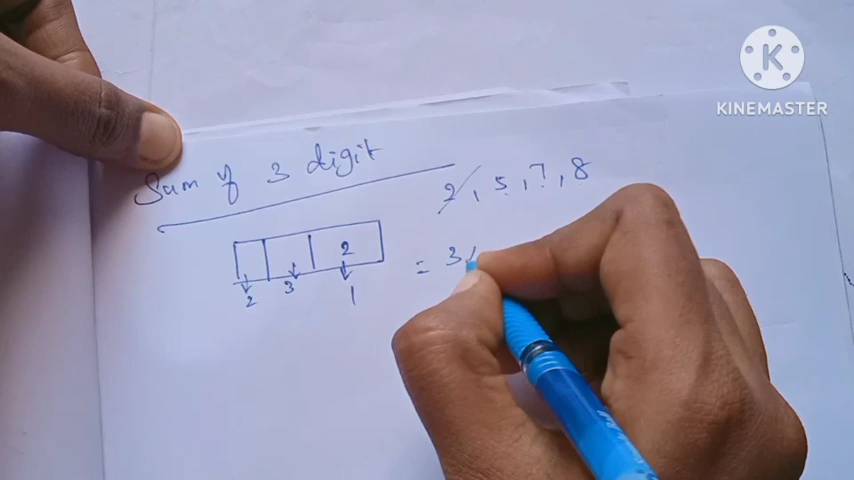 Sum of 3 digit
2, 5, 7, 8
2
2 3 1
= 3
K
KINEMASTER